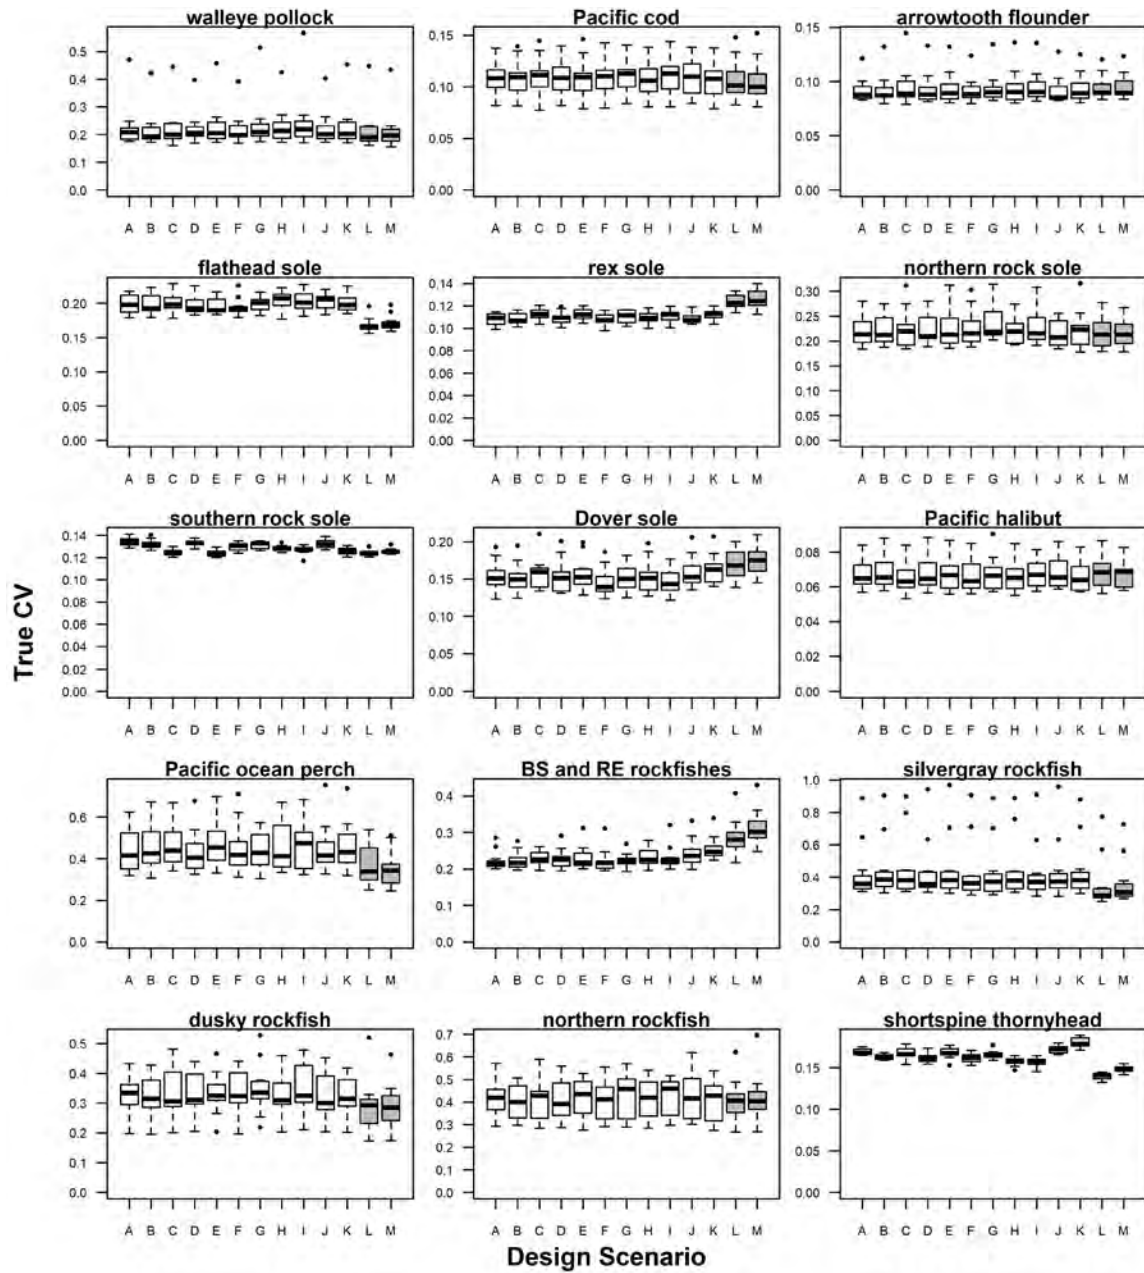 walleye pollock
0.5
0.4
0.3
0.2
0.1
0.0
A B C D E F G H I J K L M
Pacific cod
0.15
0.10
0.05
0.00
A B C D E F G H I J K L M
arrowtooth flounder
0.15
0.10
0.05
0.00
A B C D E F G H I J K L M
flathead sole
0.20
0.15
0.10
0.05
0.00
A B C D E F G H I J K L M
rex sole
0.14
0.12
0.10
0.08
0.06
0.04
0.02
0.00
A B C D E F G H I J K L M
northern rock sole
0.30
0.25
0.20
0.15
0.10
0.05
0.00
A B C D E F G H I J K L M
southern rock sole
0.14
0.12
0.10
0.08
0.06
0.04
0.02
0.00
A B C D E F G H I J K L M
Dover sole
0.20
0.15
0.10
0.05
0.00
A B C D E F G H I J K L M
Pacific halibut
0.08
0.06
0.04
0.02
0.00
A B C D E F G H I J K L M
True CV
Pacific ocean perch
0.6
0.4
0.2
0.0
A B C D E F G H I J K L M
BS and RE rockfishes
0.4
0.3
0.2
0.1
0.0
A B C D E F G H I J K L M
silvergray rockfish
1.0
0.8
0.6
0.4
0.2
0.0
A B C D E F G H I J K L M
dusky rockfish
0.5
0.4
0.3
0.2
0.1
0.0
A B C D E F G H I J K L M
northern rockfish
0.7
0.6
0.5
0.4
0.3
0.2
0.1
0.0
A B C D E F G H I J K L M
shortspine thornyhead
0.15
0.10
0.05
0.00
A B C D E F G H I J K L M
Design Scenario